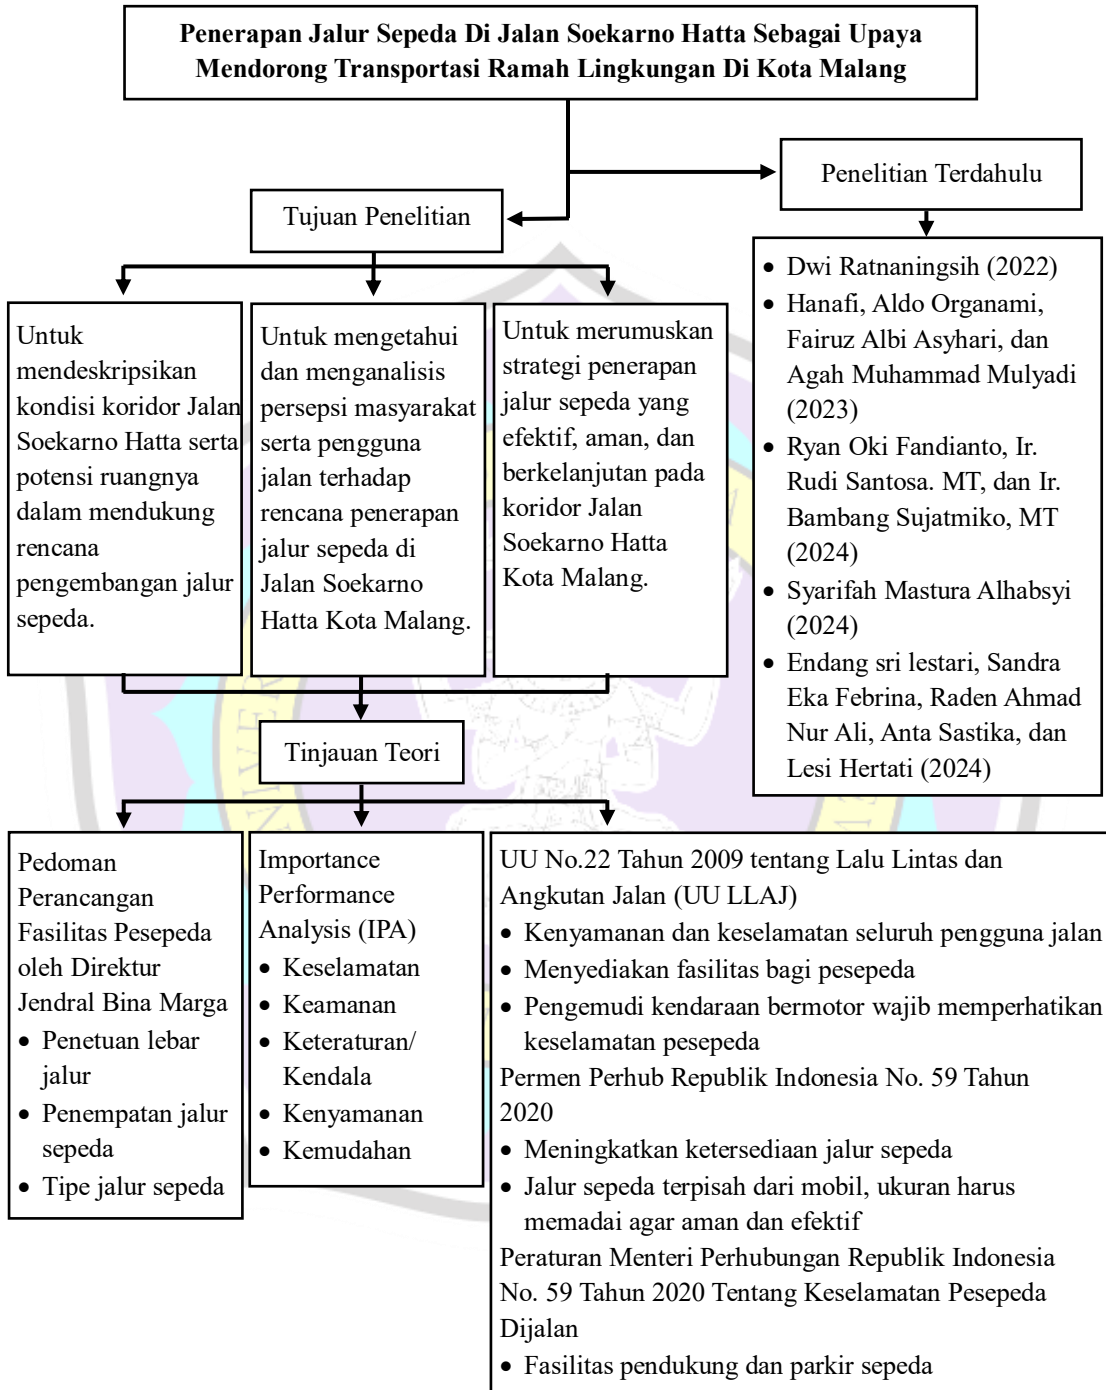 Penerapan Jalur Sepeda Di Jalan Soekarno Hatta Sebagai Upaya
Mendorong Transportasi Ramah Lingkungan Di Kota Malang
Penelitian Terdahulu
Tujuan Penelitian
• Dwi Ratnaningsih (2022)
• Hanafi, Aldo Organami,
Fairuz Albi Asyhari, dan
Agah Muhammad Mulyadi
(2023)
• Ryan Oki Fandianto, Ir.
Rudi Santosa. MT, dan Ir.
Bambang Sujatmiko, MT
(2024)
• Syarifah Mastura Alhabsyi
(2024)
• Endang sri lestari, Sandra
Eka Febrina, Raden Ahmad
Nur Ali, Anta Sastika, dan
Lesi Hertati (2024)
Untuk
mendeskripsikan
kondisi koridor Jalan
Soekarno Hatta serta
potensi ruangnya
dalam mendukung
rencana
pengembangan jalur
sepeda.
Untuk mengetahui
dan menganalisis
persepsi masyarakat
serta pengguna
jalan terhadap
rencana penerapan
jalur sepeda di
Jalan Soekarno
Hatta Kota Malang.
Untuk merumuskan
strategi penerapan
jalur sepeda yang
efektif, aman, dan
berkelanjutan pada
koridor Jalan
Soekarno Hatta
Kota Malang.
Tinjauan Teori
Pedoman
Perancangan
Fasilitas Pesepeda
oleh Direktur
Jendral Bina Marga
• Penetuan lebar
jalur
• Penempatan jalur
sepeda
• Tipe jalur sepeda
Importance
Performance
Analysis (IPA)
• Keselamatan
• Keamanan
• Keteraturan/
Kendala
• Kenyamanan
• Kemudahan
UU No.22 Tahun 2009 tentang Lalu Lintas dan
Angkutan Jalan (UU LLAJ)
• Kenyamanan dan keselamatan seluruh pengguna jalan
• Menyediakan fasilitas bagi pesepeda
• Pengemudi kendaraan bermotor wajib memperhatikan
keselamatan pesepeda
Permen Perhub Republik Indonesia No. 59 Tahun
2020
• Meningkatkan ketersediaan jalur sepeda
• Jalur sepeda terpisah dari mobil, ukuran harus
memadai agar aman dan efektif
Peraturan Menteri Perhubungan Republik Indonesia
No. 59 Tahun 2020 Tentang Keselamatan Pesepeda
Dijalan
• Fasilitas pendukung dan parkir sepeda